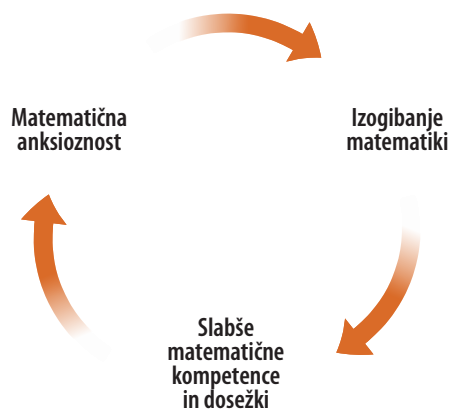 Matematična
anksioznost
Izogibanje
matematiki
Slabše
matematične
kompetence
in dosežki